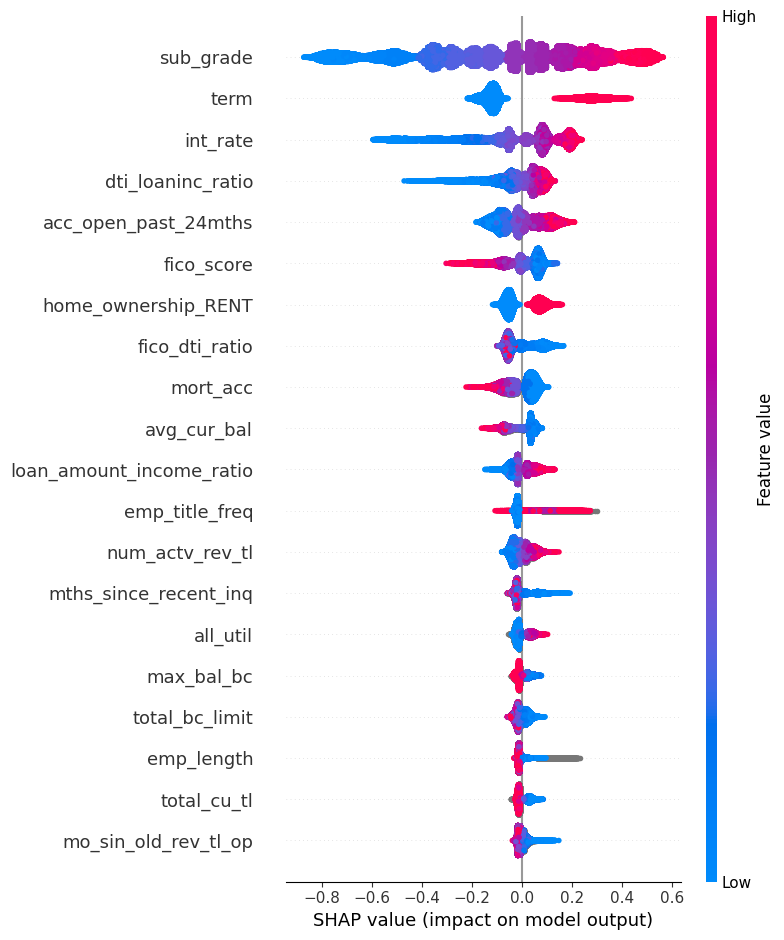 High
sub_grade
term
int_rate
dti_loaninc_ratio
acc_open_past_24mths
fico_score
home_ownership_RENT
fico_dti_ratio
mort_acc
avg_cur_bal
loan_amount_income_ratio
emp_title_freq
num_actv_rev_tl
mths_since_recent_inq
all_util
max_bal_bc
total_bc_limit
emp_length
total_cu_tl
mo_sin_old_rev_tl_op
Feature value
Low
−0.8 −0.6 −0.4 −0.2 0.0 0.2 0.4 0.6
SHAP value (impact on model output)